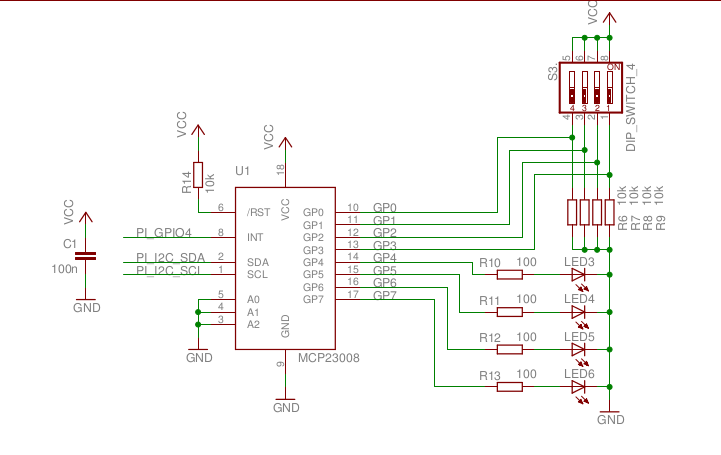 VCC
S3
5 6 7 8
ON
4 3 2 1
4 3 2 1
DIP_SWITCH_4
VCC
VCC
R14
10k
U1
18
VCC
6 /RST
GP0 10 GP0
GP1 11 GP1
PI_GPIO4 8 INT
GP2 12 GP2
GP3 13 GP3
PI_I2C_SDA 2 SDA
GP4 14 GP4
PI_I2C_SCL 1 SCL
GP5 15 GP5
GP6 16 GP6
5 A0
GP7 17 GP7
4 A1
3 A2
GND
9
MCP23008
GND
GND
VCC
C1
100n
GND
R6 10k
R7 10k
R8 10k
R9 10k
R10 100 LED3
R11 100 LED4
R12 100 LED5
R13 100 LED6
GND